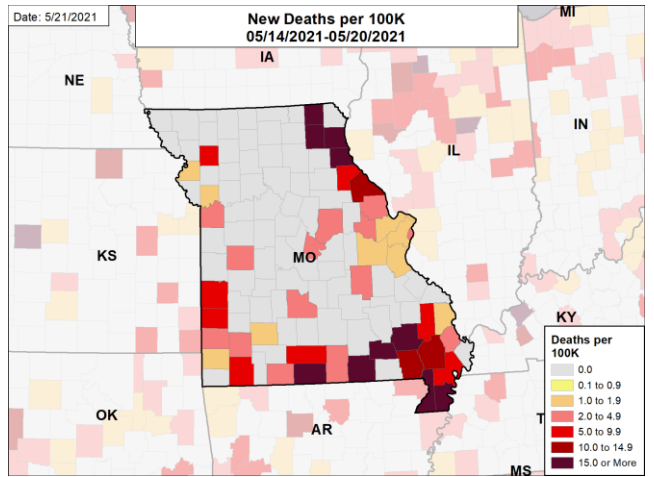 Date: 5/21/2021
New Deaths per 100K
05/14/2021-05/20/2021
MI
IA
NE
IN
IL
KS
MO
KY
OK
AR
T
MS
Deaths per
100K
0.0
0.1 to 0.9
1.0 to 1.9
2.0 to 4.9
5.0 to 9.9
10.0 to 14.9
15.0 or More